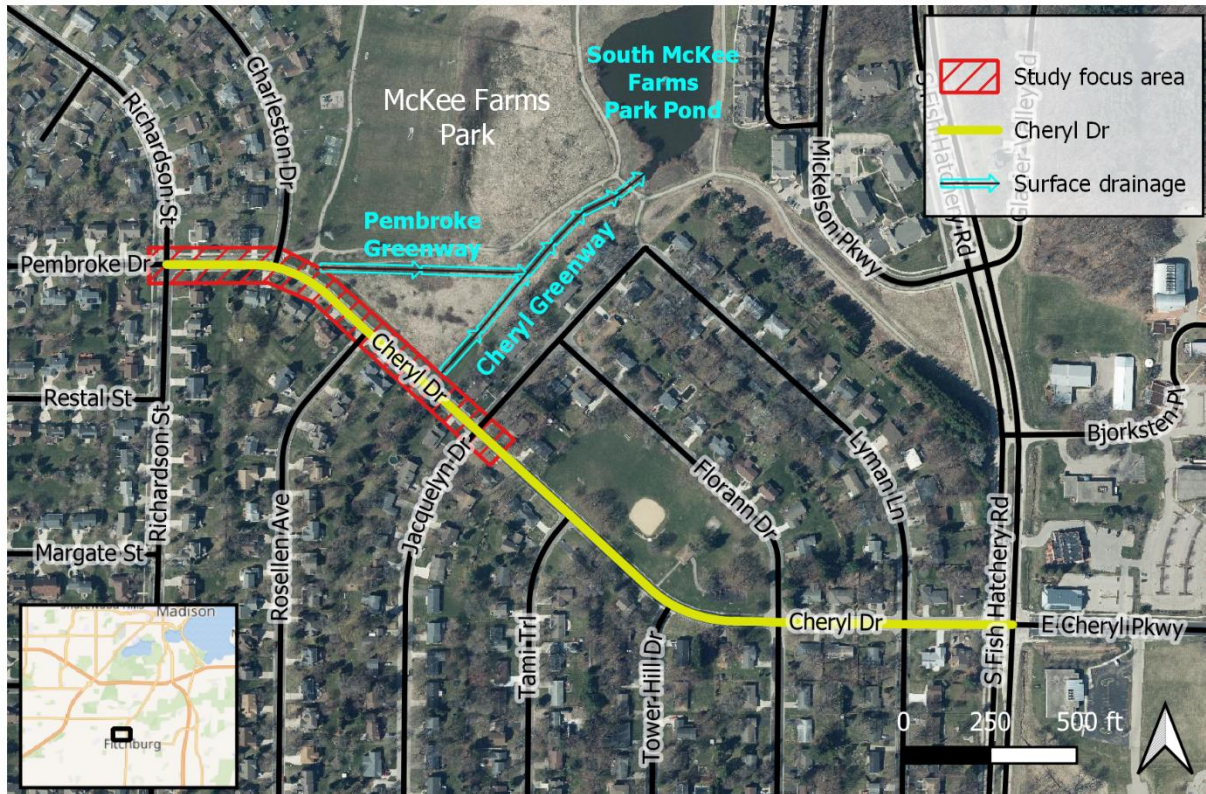 South McKee
Farms
Park Pond
McKee Farms
Park
Study focus area
Cheryl Dr
Surface drainage
Richardson St
Charleston Dr
S Fish Hatchery Rd
Glacier Valley Rd
Mickelson Pkwy
Pembroke
Greenway
Pembroke Dr
Cheryl Greenway
Cheryl Dr
Restal St
Richardson St
Rosellen Ave
Jacquelyn Dr
Florann Dr
Lyman Ln
Bjorksten Pl
Margate St
Tami Trl
Tower Hill Dr
Cheryl Dr
S Fish Hatchery Rd
E Cheryl Pkwy
Madison
Fitchburg
0 250 500 ft